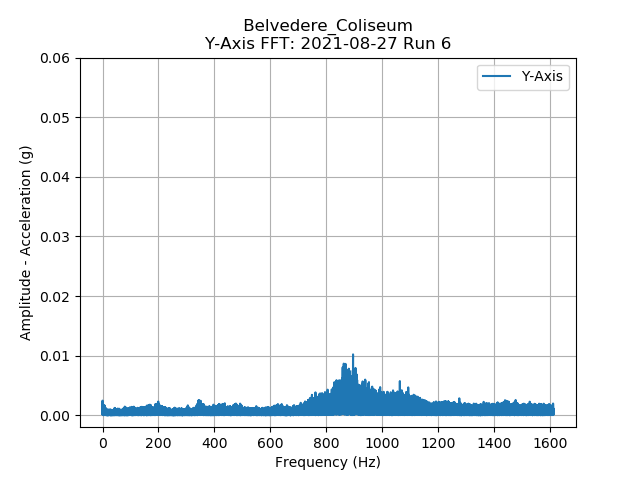 Belvedere_Coliseum
Y-Axis FFT: 2021-08-27 Run 6
Y-Axis
0.06
0.05
0.04
0.03
0.02
0.01
0.00
Amplitude - Acceleration (g)
0 200 400 600 800 1000 1200 1400 1600
Frequency (Hz)